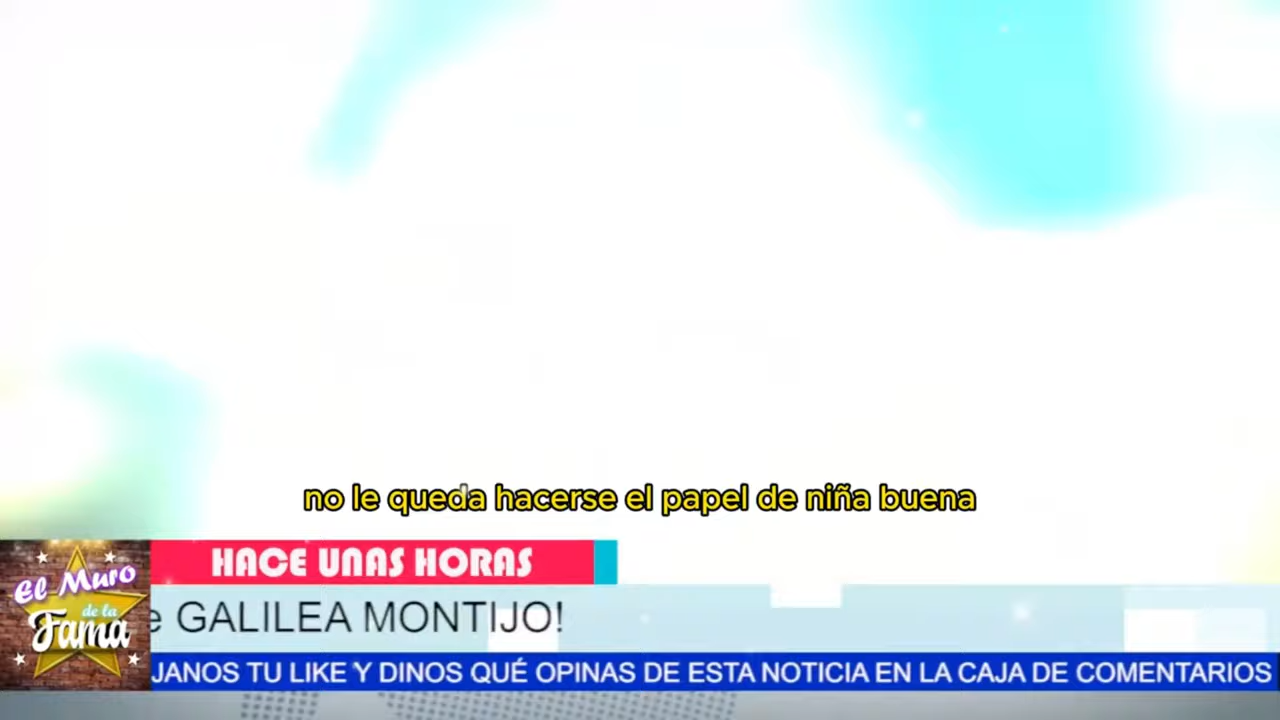 no le queda hacerse el papel de niña buena
HACE UNAS HORAS
El Muro
de la
Fama
e GALILEA MONTIJO!
JANOS TU LIKE Y DINOS QUÉ OPINAS DE ESTA NOTICIA EN LA CAJA DE COMENTARIOS